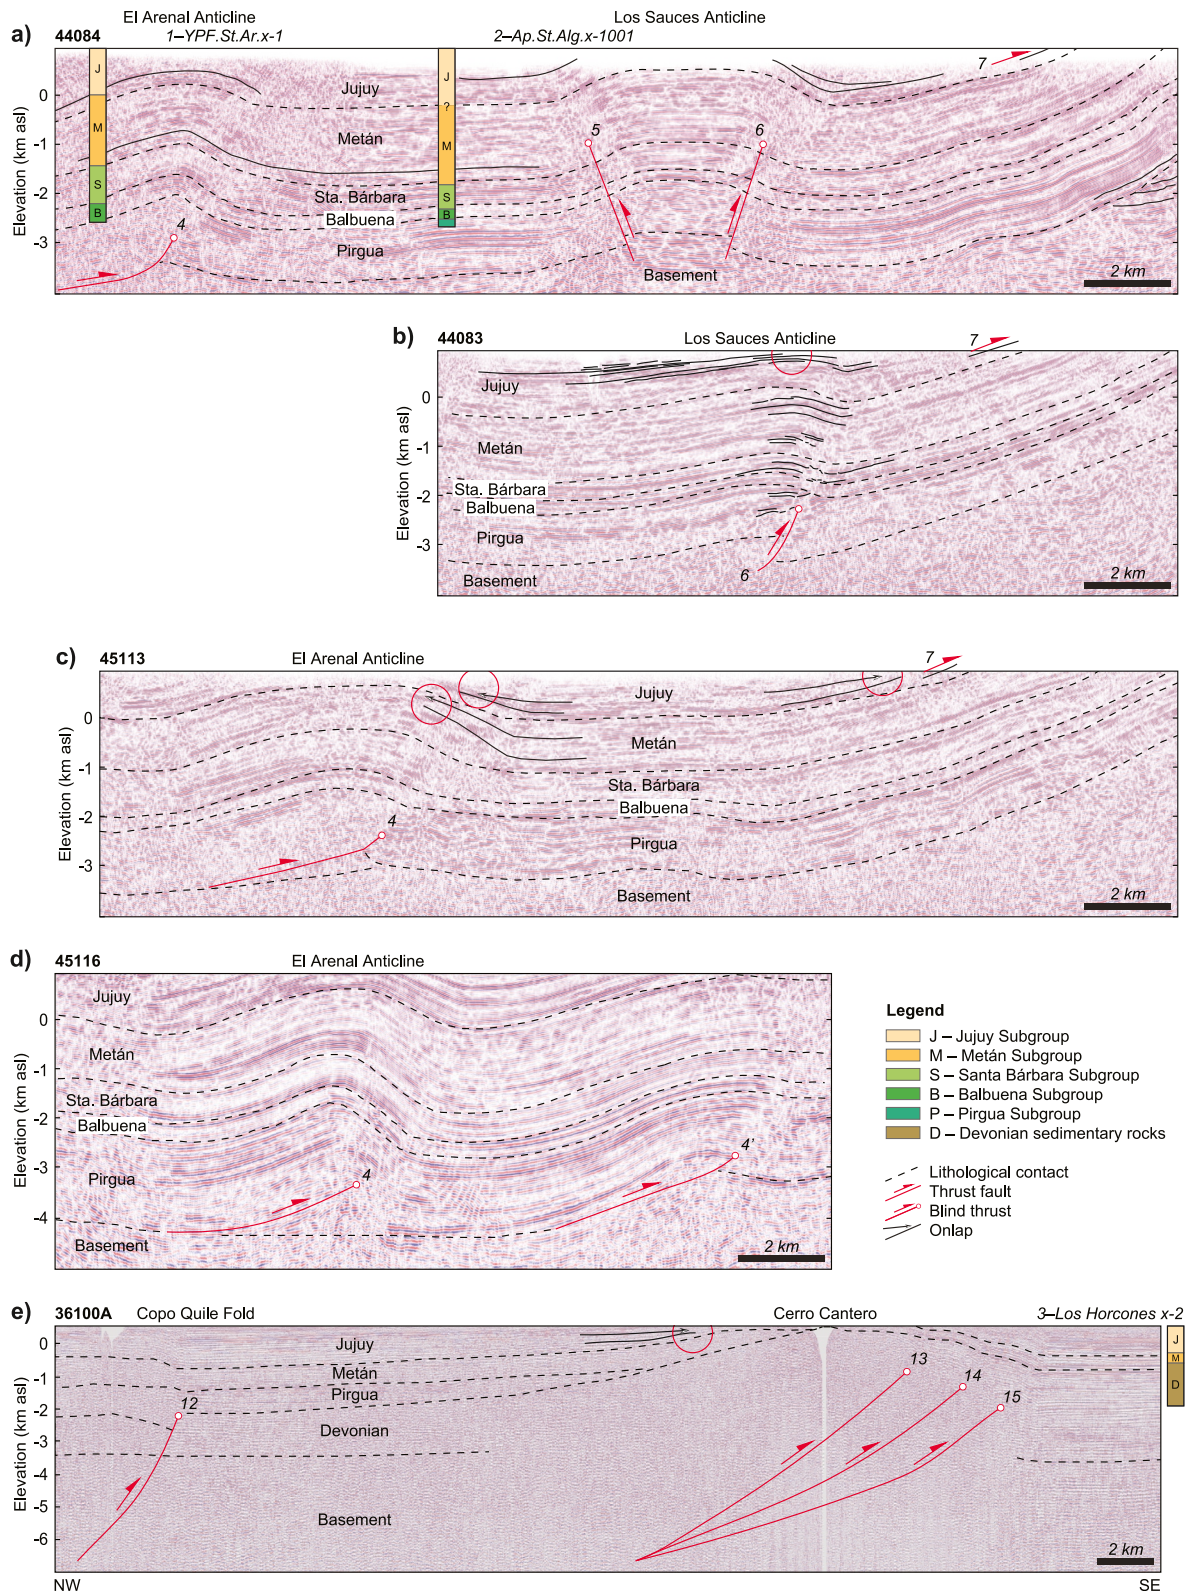 El Arenal Anticline
Los Sauces Anticline
a)
44084
1–YPF.St.Ar.x-1
2–Ap.St.Alg.x-1001
7
J
J
Jujuy
0
?
M
Metán
M
5
6
-1
S
Sta. Bárbara
S
-2
B
Balbuena
B
4
-3
Pirgua
Basement
2 km
Elevation (km asl)
b)
44083
Los Sauces Anticline
7
Jujuy
0
Metán
-1
Sta. Bárbara
-2
Balbuena
Pirgua
-3
6
Basement
2 km
Elevation (km asl)
c)
45113
El Arenal Anticline
7
Jujuy
0
Metán
-1
Sta. Bárbara
Balbuena
-2
4
Pirgua
-3
Basement
2 km
Elevation (km asl)
d)
45116
El Arenal Anticline
Jujuy
0
Metán
-1
Sta. Bárbara
-2
Balbuena
4'
-3
Pirgua
4
-4
Basement
2 km
Elevation (km asl)
Legend
J – Jujuy Subgroup
M – Metán Subgroup
S – Santa Bárbara Subgroup
B – Balbuena Subgroup
P – Pirgua Subgroup
D – Devonian sedimentary rocks
Lithological contact
Thrust fault
Blind thrust
Onlap
e)
36100A
Copo Quile Fold
Cerro Cantero
3–Los Horcones x-2
0
Jujuy
J
M
Metán
-1
13
D
Pirgua
14
12
15
-2
Devonian
-3
-4
-5
Basement
-6
2 km
Elevation (km asl)
NW
SE